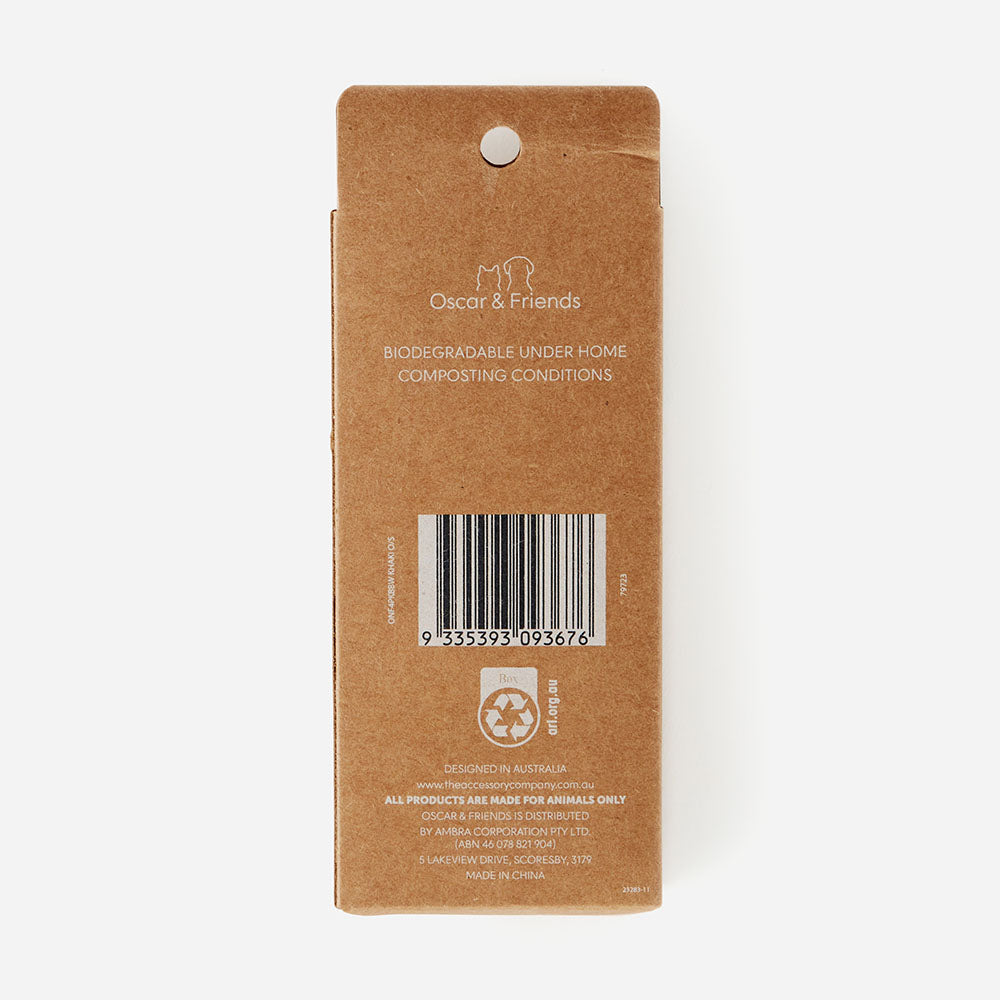 Oscar & Friends
BIODEGRADABLE UNDER HOME
COMPOSTING CONDITIONS
79723
9 335393 093676
Box
arl.org.au
DESIGNED IN AUSTRALIA
www.theaccessorycompany.com.au
ALL PRODUCTS ARE MADE FOR ANIMALS ONLY
OSCAR & FRIENDS IS DISTRIBUTED
BY AMBRA CORPORATION PTY LTD.
(ABN 46 078 821 904)
5 LAKEVIEW DRIVE, SCORESBY, 3179
MADE IN CHINA
KHAKI O/S